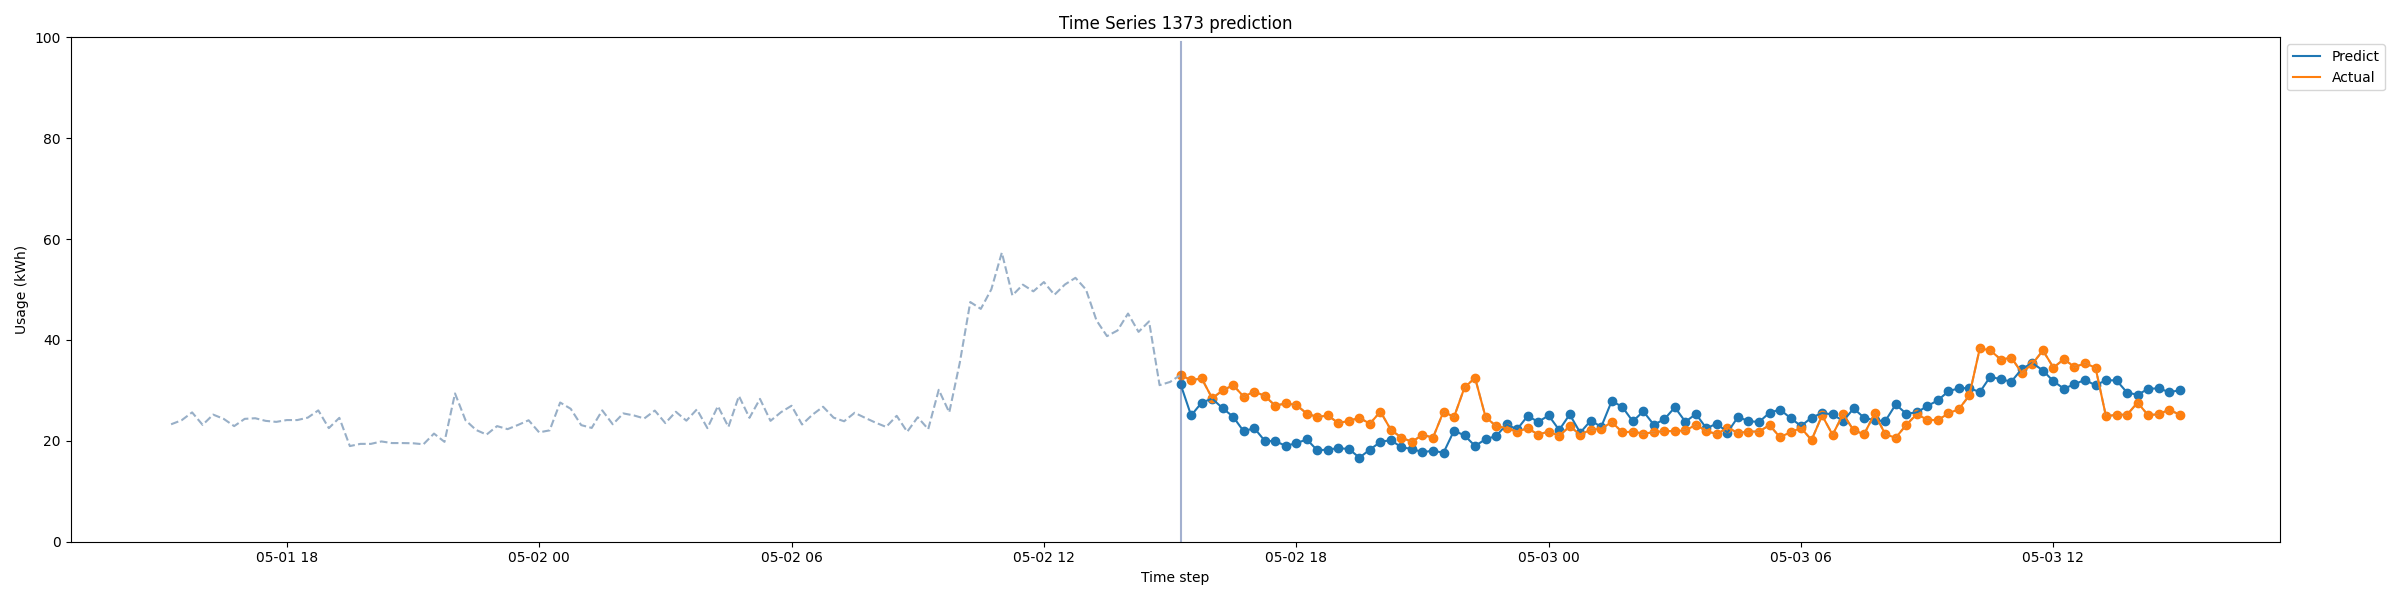 Time Series 1373 prediction
100
80
60
40
20
0
Usage (kWh)
05-01 18
05-02 00
05-02 06
05-02 12
05-02 18
05-03 00
05-03 06
05-03 12
Time step
Predict
Actual